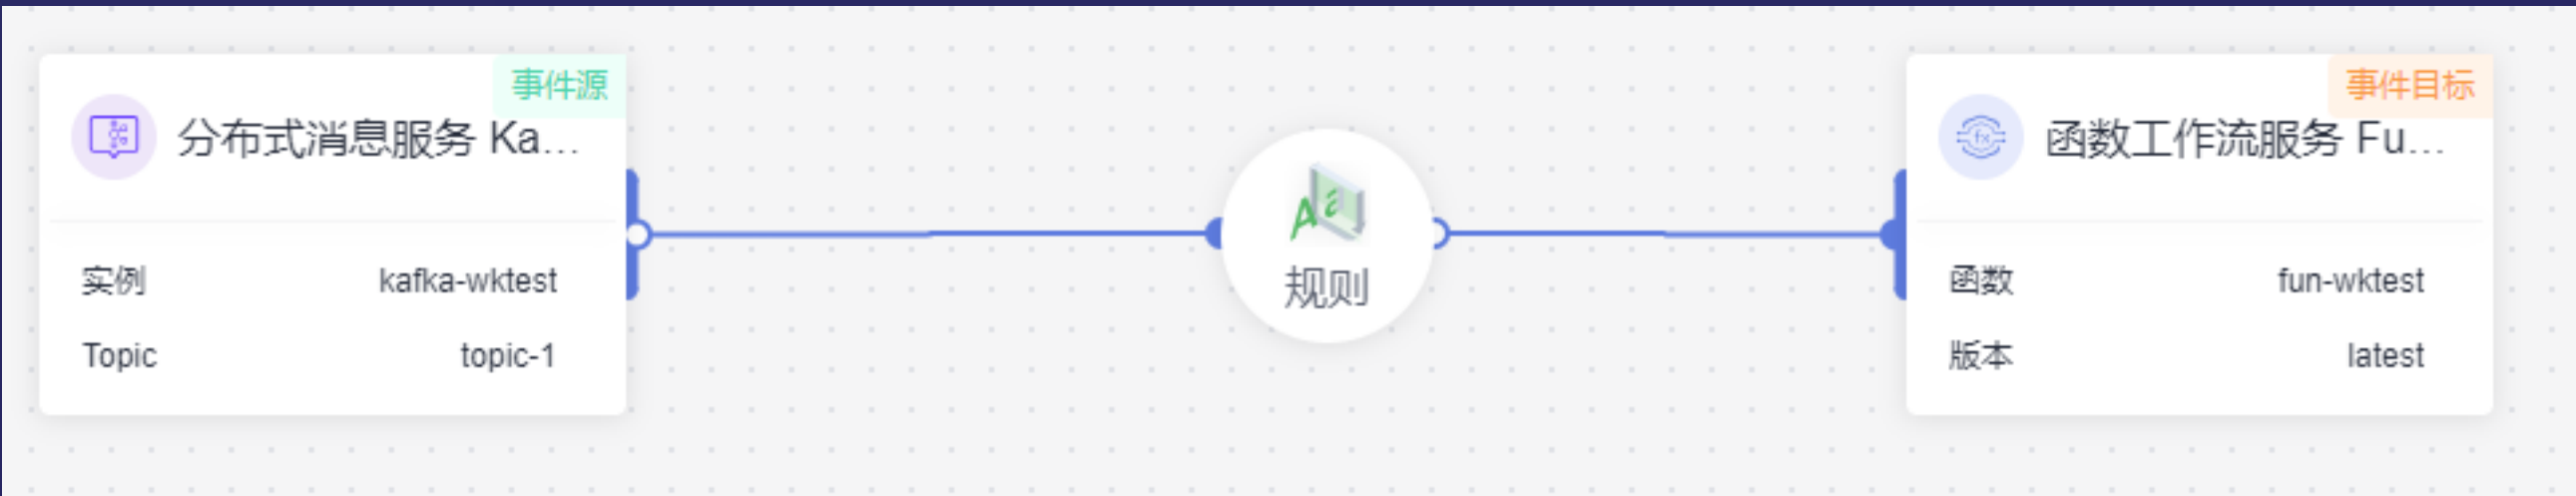 事件源
分布式消息服务 Ka...
实例 kafka-wktest
Topic topic-1
Aa
规则
事件目标
fx
函数工作流服务 Fu...
函数 fun-wktest
版本 latest